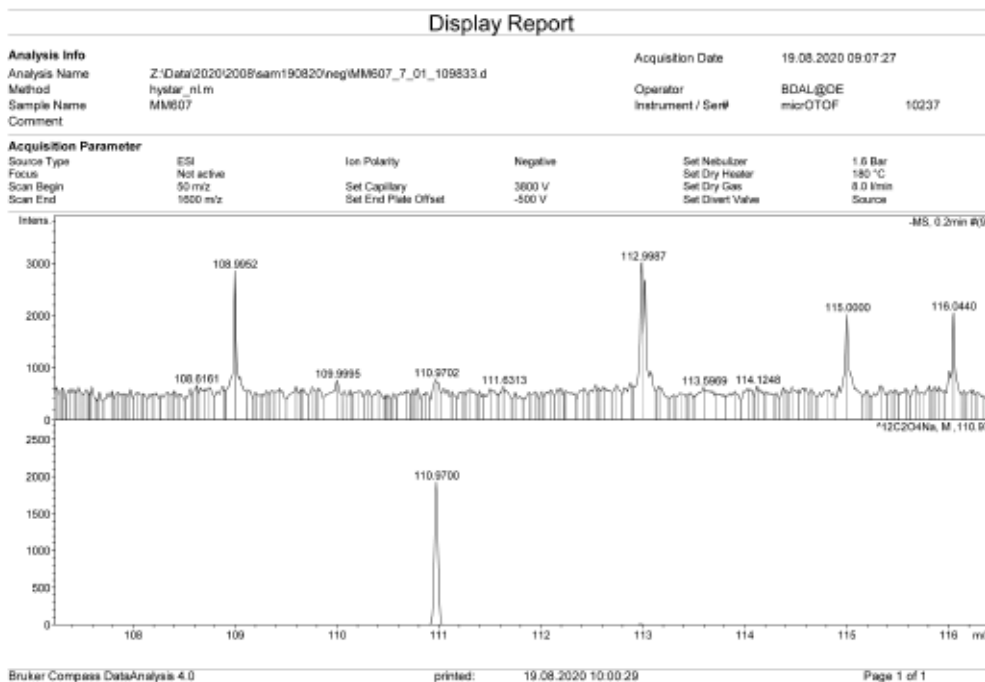 Display Report
Analysis Info
Acquisition Date 19.08.2020 09:07:27
Analysis Name Z:\Data\2020\2008\sam190820\neg\MM607_7_01_109833.d
Method hystar_nl.m Operator BDAL@DE
Sample Name MM607 Instrument / Ser# micrOTOF 10237
Comment
Acquisition Parameter
Source Type ESI Ion Polarity Negative Set Nebulizer 1.6 Bar
Focus Not active Set Dry Heater 180 °C
Scan Begin 50 m/z Set Capillary 3800 V Set Dry Gas 8.0 l/min
Scan End 1600 m/z Set End Plate Offset -500 V Set Divert Valve Source
Intens. -MS, 0.2min #(9
3000 108.9952 112.9987
2000 115.0000 116.0440
1000 108.6161 109.9995 110.9702 111.6313 113.5969 114.1248
0
^12C2O4Na, M ,110.9
2500
2000 110.9700
1500
1000
500
0
108 109 110 111 112 113 114 115 116
Bruker Compass DataAnalysis 4.0 printed: 19.08.2020 10:00:29 Page 1 of 1